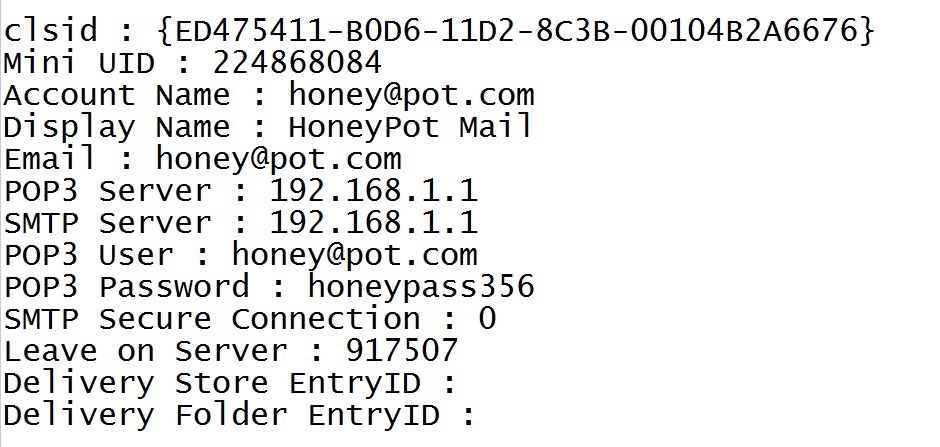 clsid : {ED475411-B0D6-11D2-8C3B-00104B2A6676}
Mini UID : 224868084
Account Name : honey@pot.com
Display Name : HoneyPot Mail
Email : honey@pot.com
POP3 Server : 192.168.1.1
SMTP Server : 192.168.1.1
POP3 User : honey@pot.com
POP3 Password : honeypass356
SMTP Secure Connection : 0
Leave on Server : 917507
Delivery Store EntryID :
Delivery Folder EntryID :